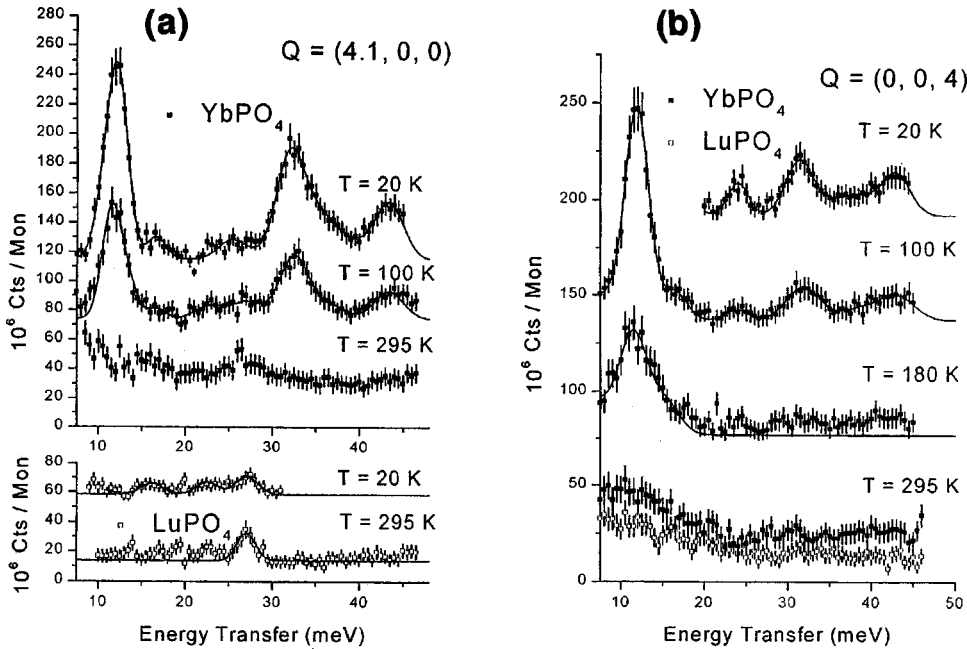 (a)
Q = (4.1, 0, 0)
YbPO4
T = 20 K
T = 100 K
T = 295 K
10^6 Cts / Mon
280
260
240
220
200
180
160
140
120
100
80
60
40
20
0
10
20
30
40
80
60
40
20
0
10^6 Cts / Mon
T = 20 K
LuPO4
T = 295 K
10
20
30
40
Energy Transfer (meV)
(b)
Q = (0, 0, 4)
YbPO4
LuPO4
T = 20 K
T = 100 K
T = 180 K
T = 295 K
10^6 Cts / Mon
250
200
150
100
50
0
10
20
30
40
50
Energy Transfer (meV)